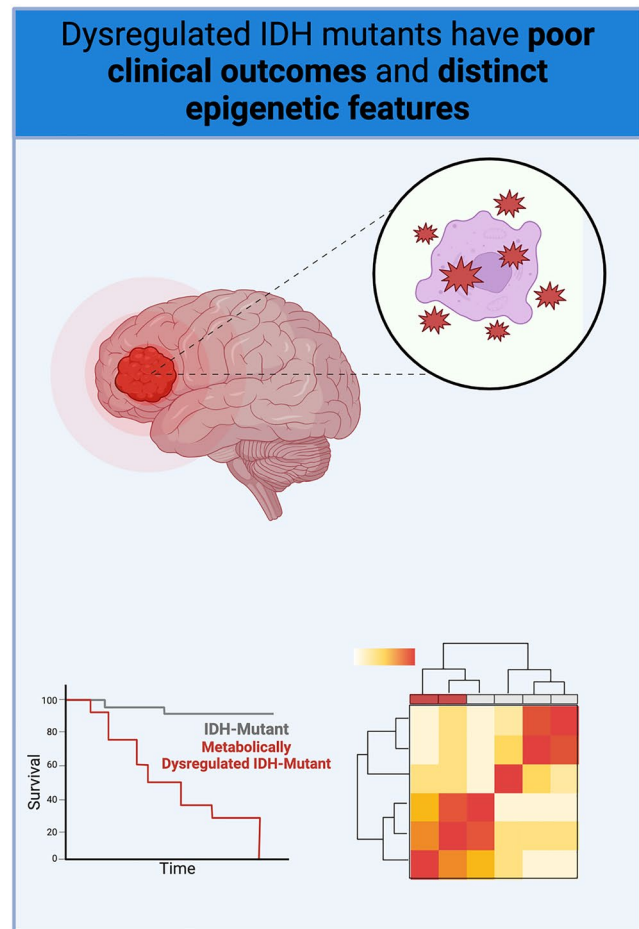 Dysregulated IDH mutants have poor
clinical outcomes and distinct
epigenetic features
100
80
60
40
20
0
Survival
Time
IDH-Mutant
Metabolically
Dysregulated IDH-Mutant